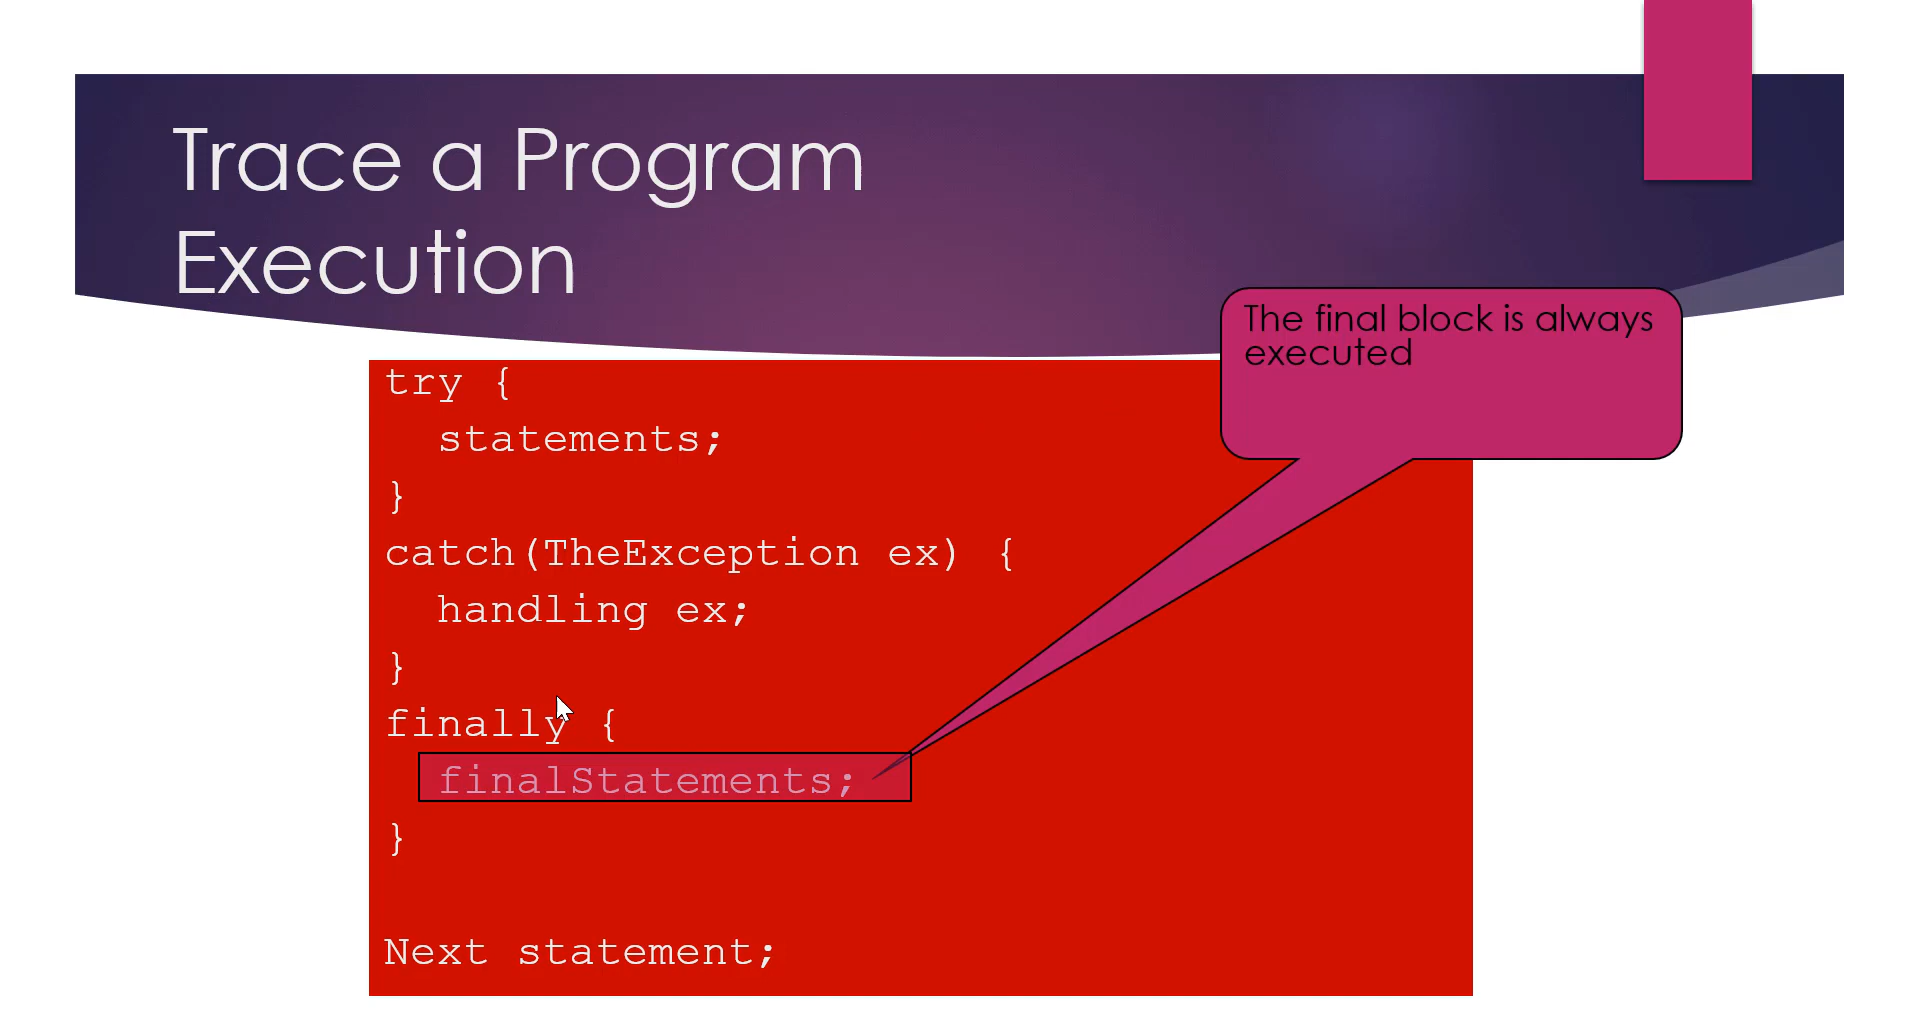 Trace a Program
Execution
The final block is always
executed
try {
  statements;
}
catch(TheException ex) {
  handling ex;
}
finally {
  finalStatements;
}
Next statement;